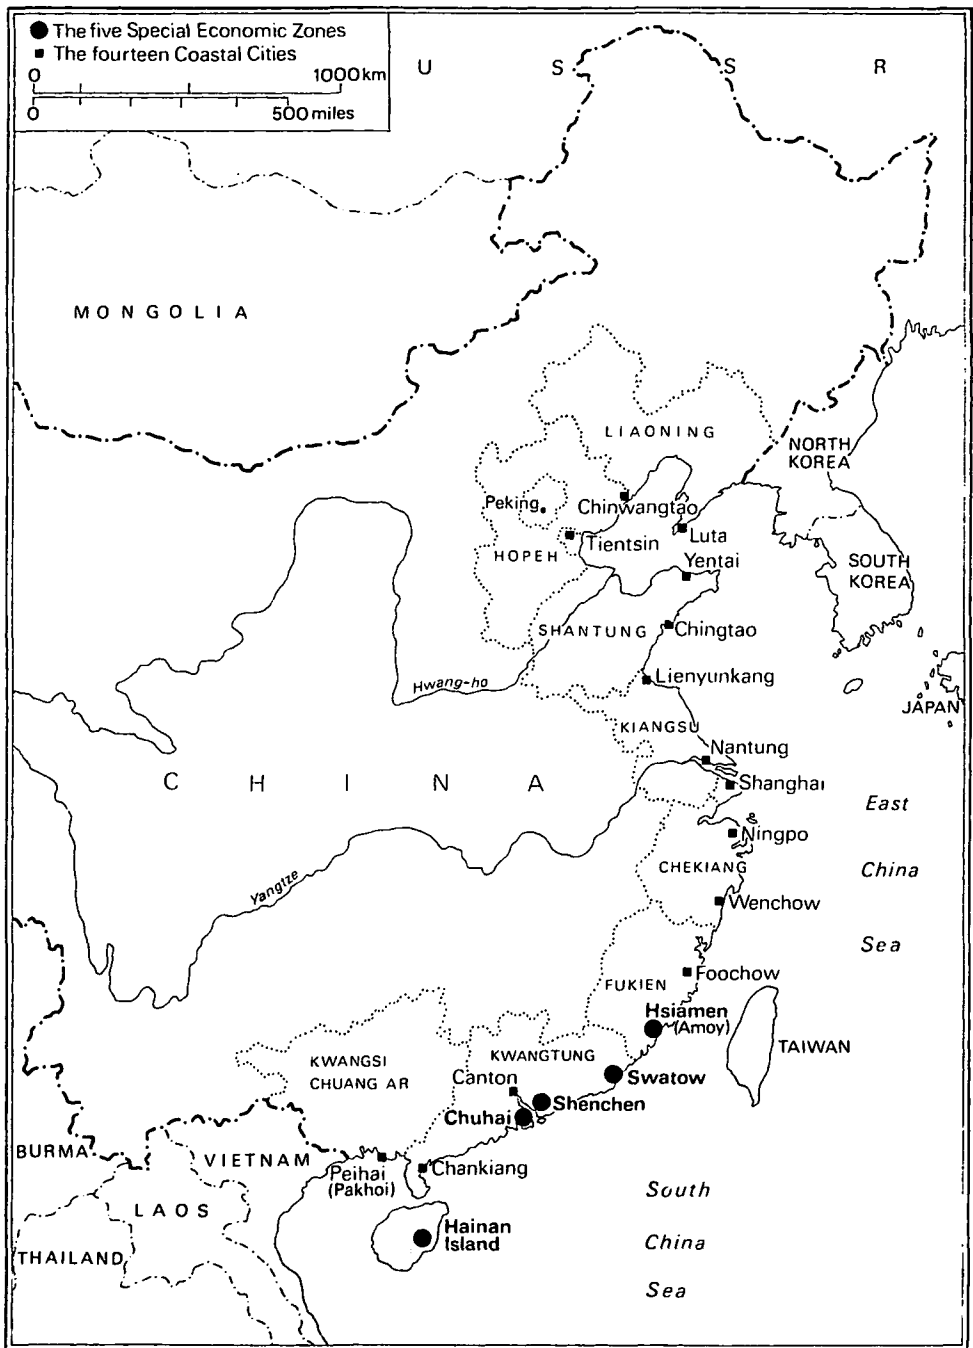 The five Special Economic Zones
The fourteen Coastal Cities
0 1000 km
0 500 miles
U S S R
MONGOLIA
LIAONING
NORTH
KOREA
Peking
Chinwangtao
Luta
Tientsin
HOPEH
Yentai
SOUTH
KOREA
SHANTUNG
Chingtao
Lienyunkang
Hwang-ho
JAPAN
KIANGSU
Nantung
C H I N A
Shanghai
East
Ningpo
CHEKIANG
China
Yangtze
Wenchow
Sea
Foochow
FUKIEN
Hsiamen
(Amoy)
TAIWAN
KWANGSI
CHUANG AR
KWANGTUNG
Canton
Swatow
Shenchen
Chuhai
BURMA
VIETNAM
Peihai
(Pakhoi)
Chankiang
South
LAOS
Hainan
Island
China
THAILAND
Sea